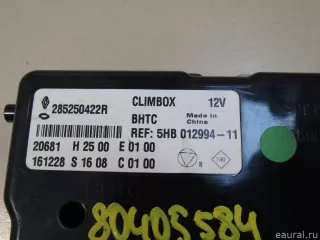 285250422R
CLIMBOX 12V
BHTC Made in China
REF: 5HB 012994-11
20681 H 25 00 E 01 00
161228 S 16 08 C 01 00
80405584
eaural.ru